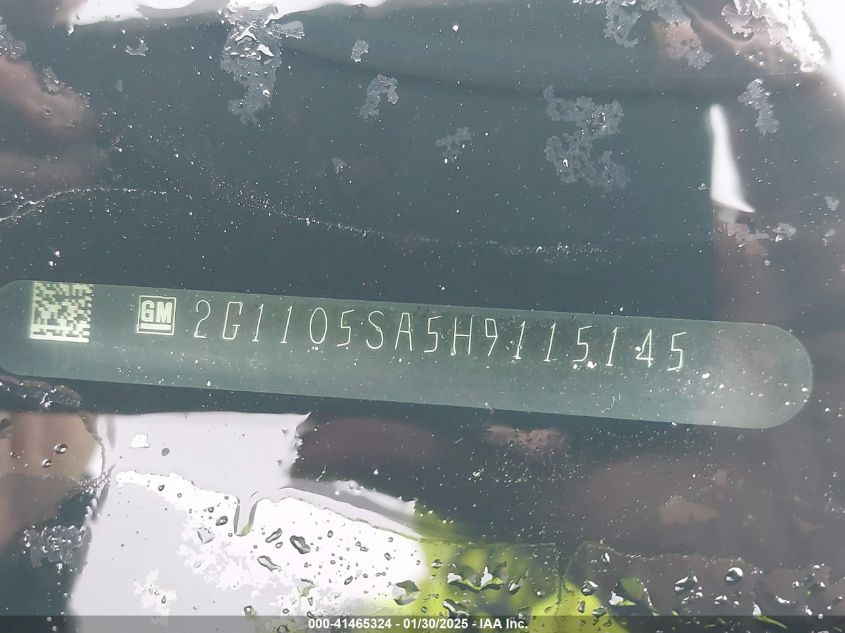 GM 2G1105SA5H9115145
000-41465324 - 01/30/2025 - IAA Inc.